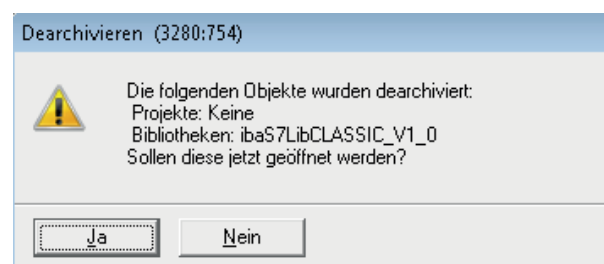 Dearchivieren (3280:754)
Die folgenden Objekte wurden dearchiviert:
Projekte: Keine
Bibliotheken: ibaS7LibCLASSIC_V1_0
Sollen diese jetzt geöffnet werden?
Ja
Nein